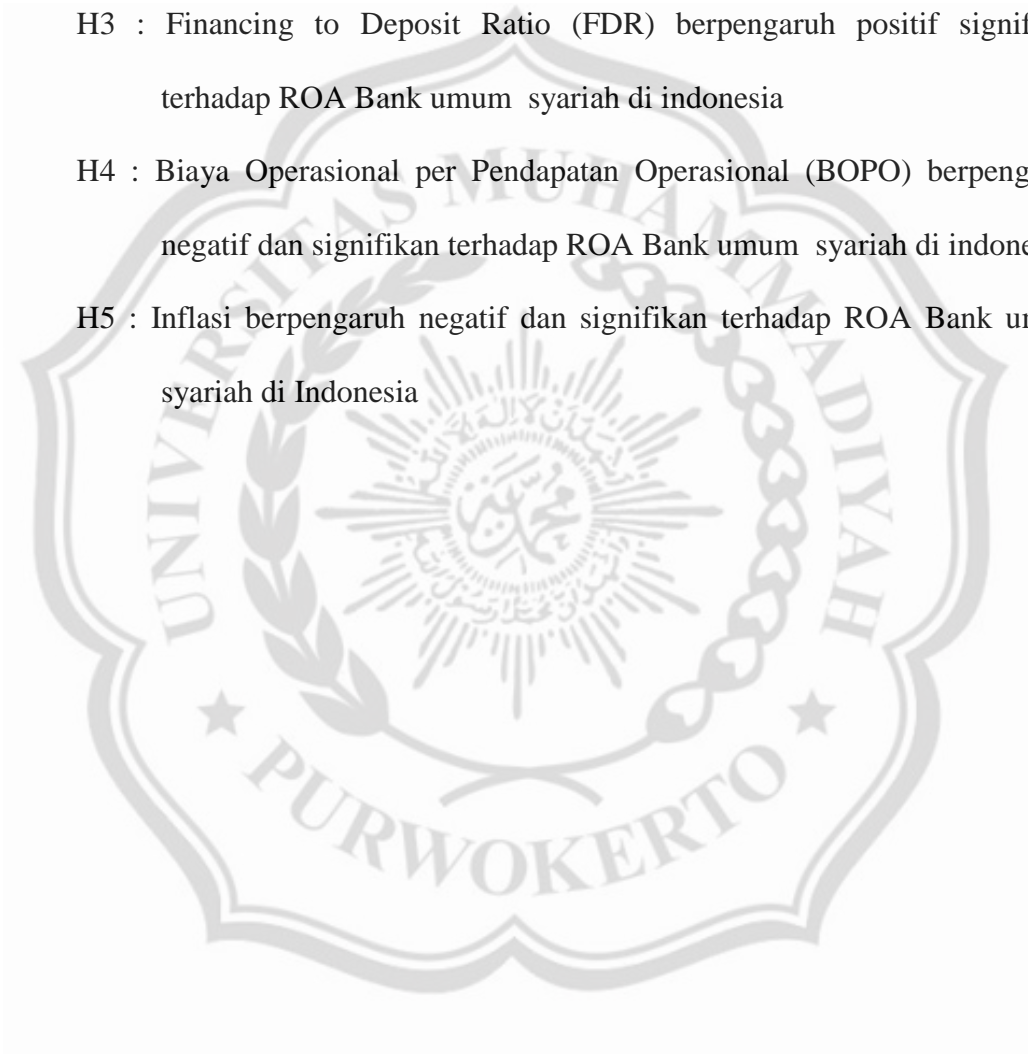 H3 : Financing to Deposit Ratio (FDR) berpengaruh positif signif
terhadap ROA Bank umum syariah di indonesia
H4 : Biaya Operasional per Pendapatan Operasional (BOPO) berpeng
negatif dan signifikan terhadap ROA Bank umum syariah di indone
H5 : Inflasi berpengaruh negatif dan signifikan terhadap ROA Bank u
syariah di Indonesia
UNIVERSITAS MUHAMMADIYAH
PURWOKERTO